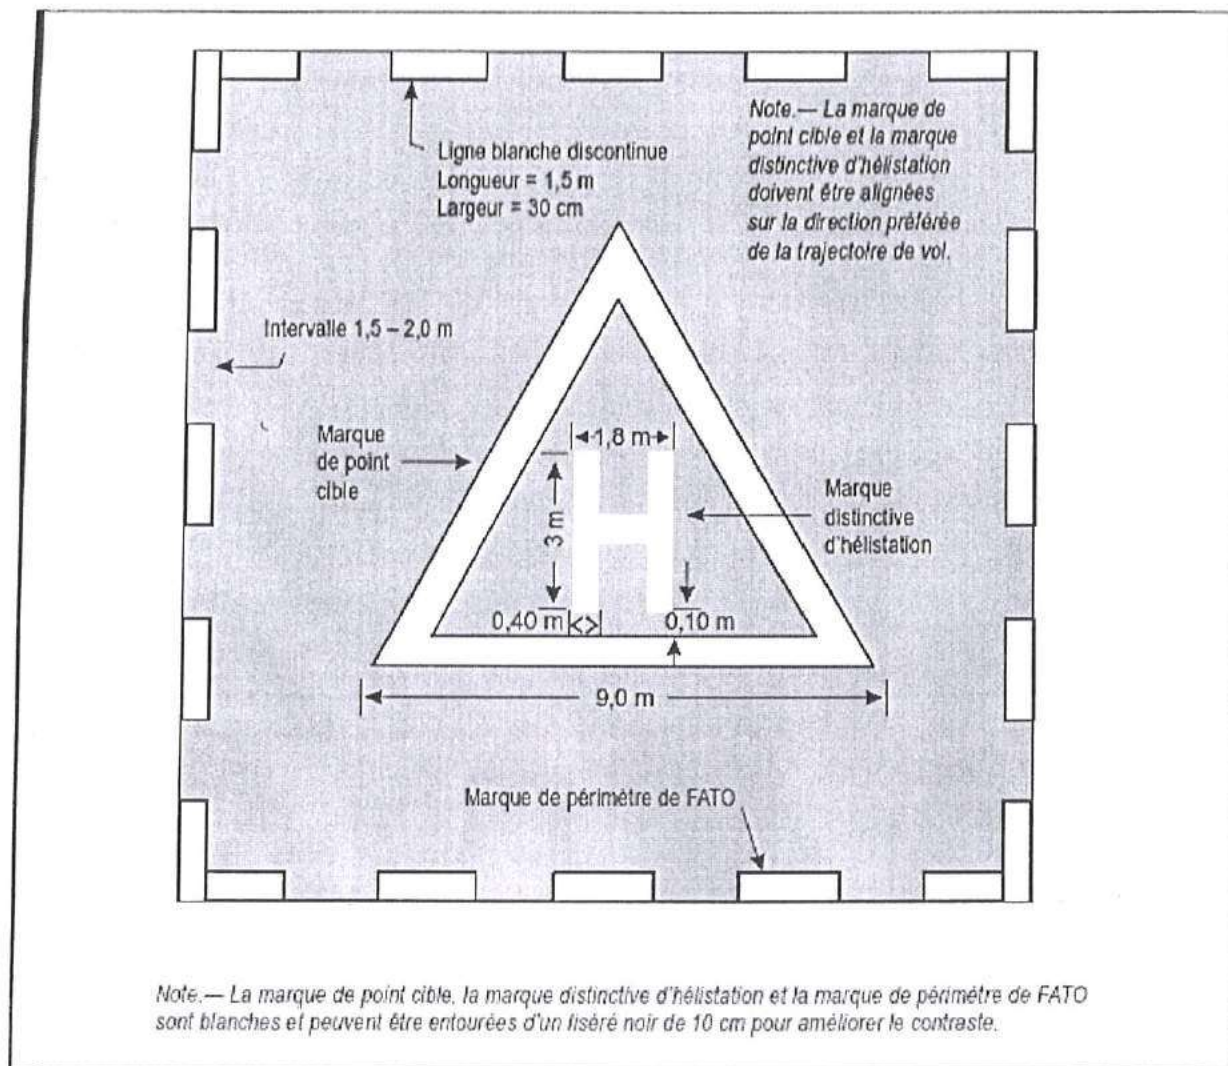 Note.— La marque de
point cible et la marque
distinctive d'hélistation
doivent être alignées
sur la direction préférée
de la trajectoire de vol.
Ligne blanche discontinue
Longueur = 1,5 m
Largeur = 30 cm
Intervalle 1,5 – 2,0 m
Marque
de point
cible
1,8 m
3 m
Marque
distinctive
d'hélistation
0,40 m
0,10 m
9,0 m
Marque de périmètre de FATO
Note.— La marque de point cible, la marque distinctive d'hélistation et la marque de périmètre de FATO
sont blanches et peuvent être entourées d'un liséré noir de 10 cm pour améliorer le contraste.